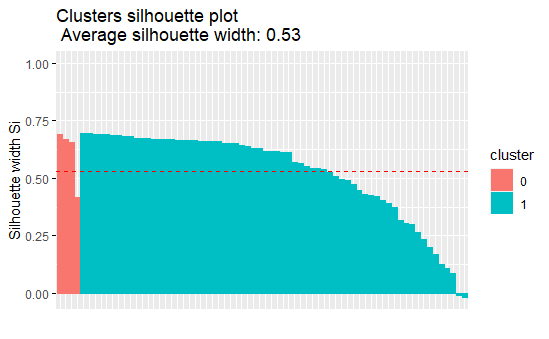 Clusters silhouette plot
Average silhouette width: 0.53
1.00
0.75
0.50
0.25
0.00
Silhouette width Si
cluster
0
1